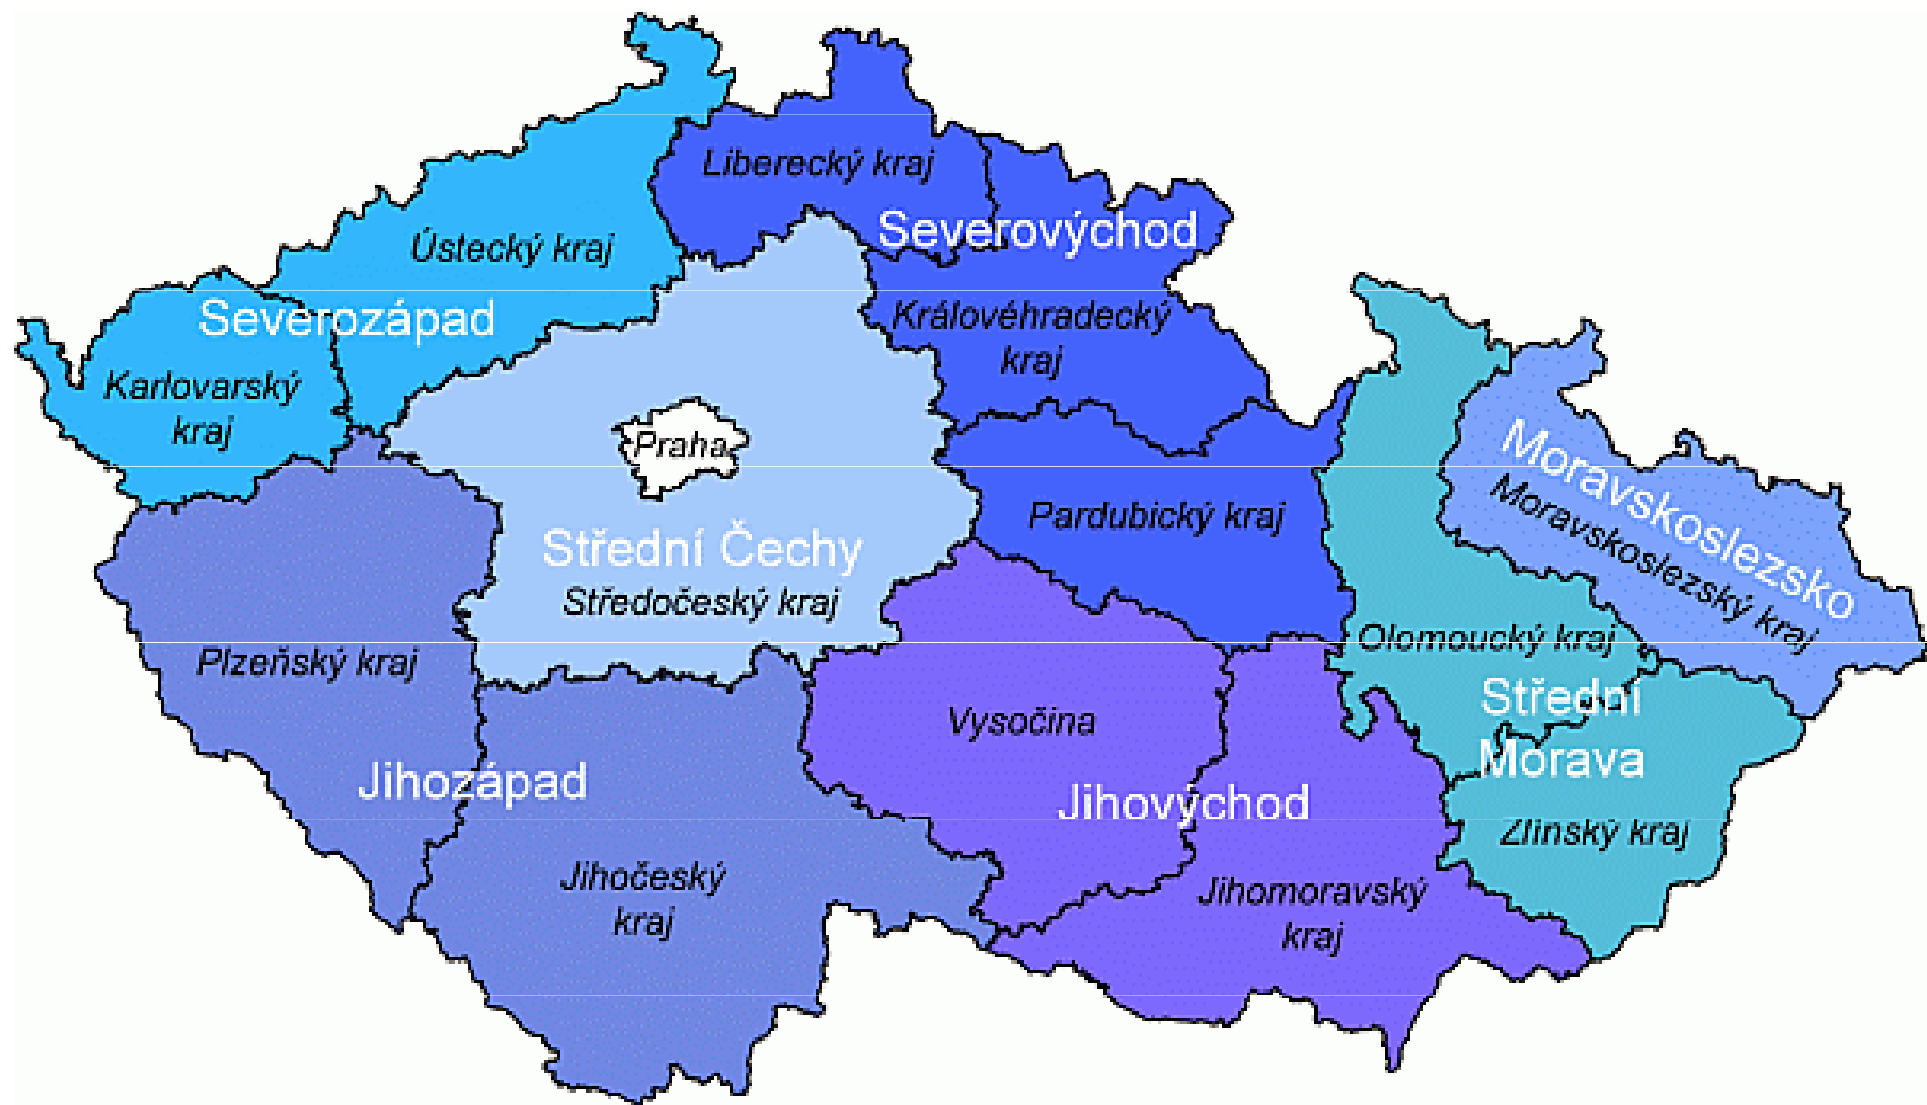 Liberecký kraj
Severovýchod
Ústecký kraj
Severozápad
Královéhradecký
kraj
Karlovarský
kraj
Praha
Moravskoslezsko
Moravskoslezský kraj
Pardubický kraj
Střední Čechy
Středočeský kraj
Olomoucký kraj
Plzeňský kraj
Střední
Morava
Vysočina
Jihozápad
Jihovýchod
Zlínský kraj
Jihočeský
kraj
Jihomoravský
kraj